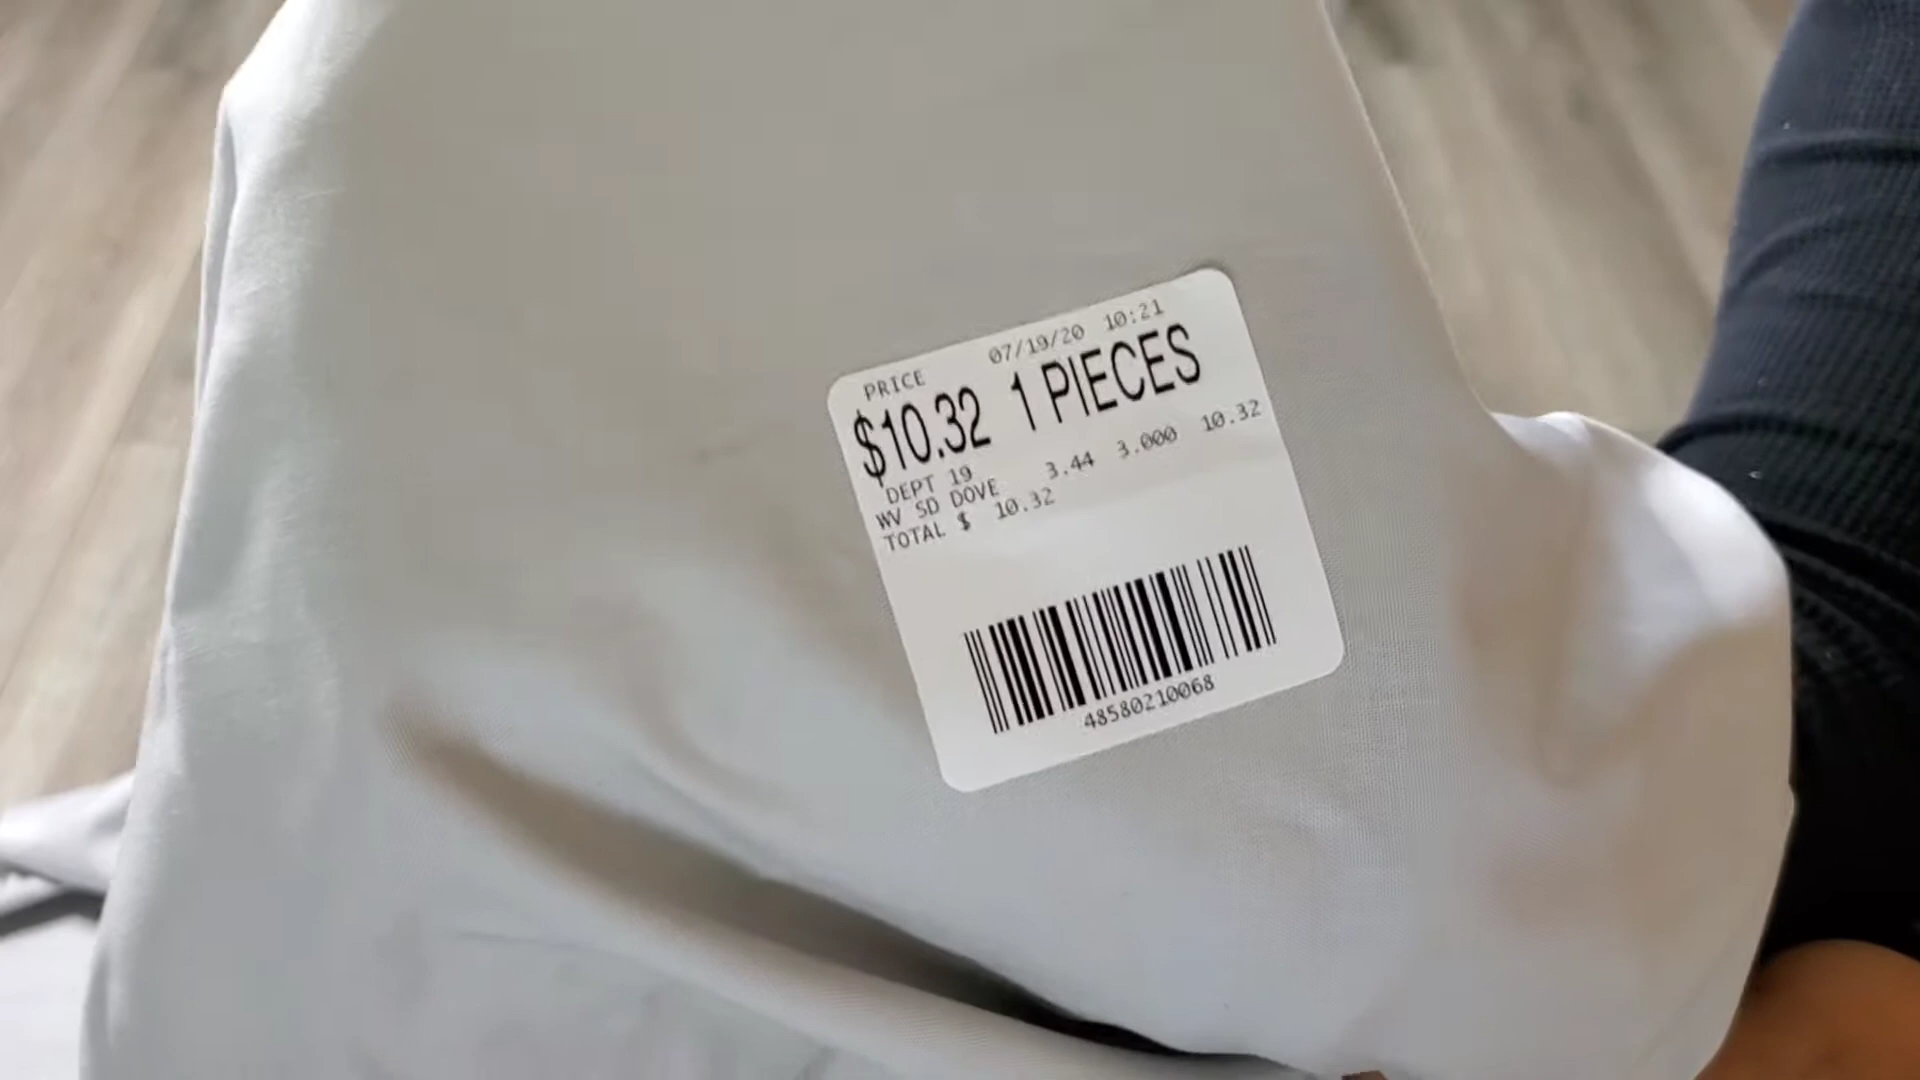 07/19/20 10:21
PRICE
$10.32 1 PIECES
DEPT 19
WV SD DOVE 3.44 3.000 10.32
TOTAL $ 10.32
48580210068